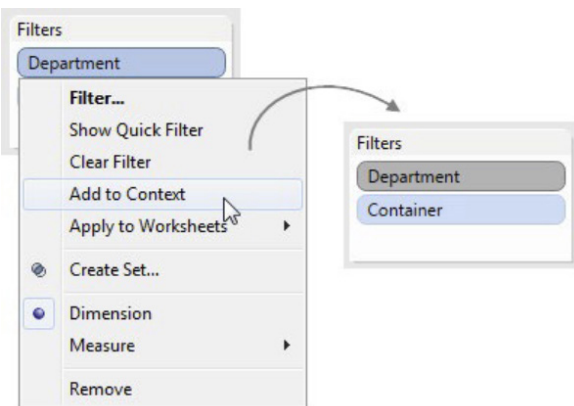 Filters
Department
Filter...
Show Quick Filter
Clear Filter
Add to Context
Apply to Worksheets
Create Set...
Dimension
Measure
Remove
Filters
Department
Container